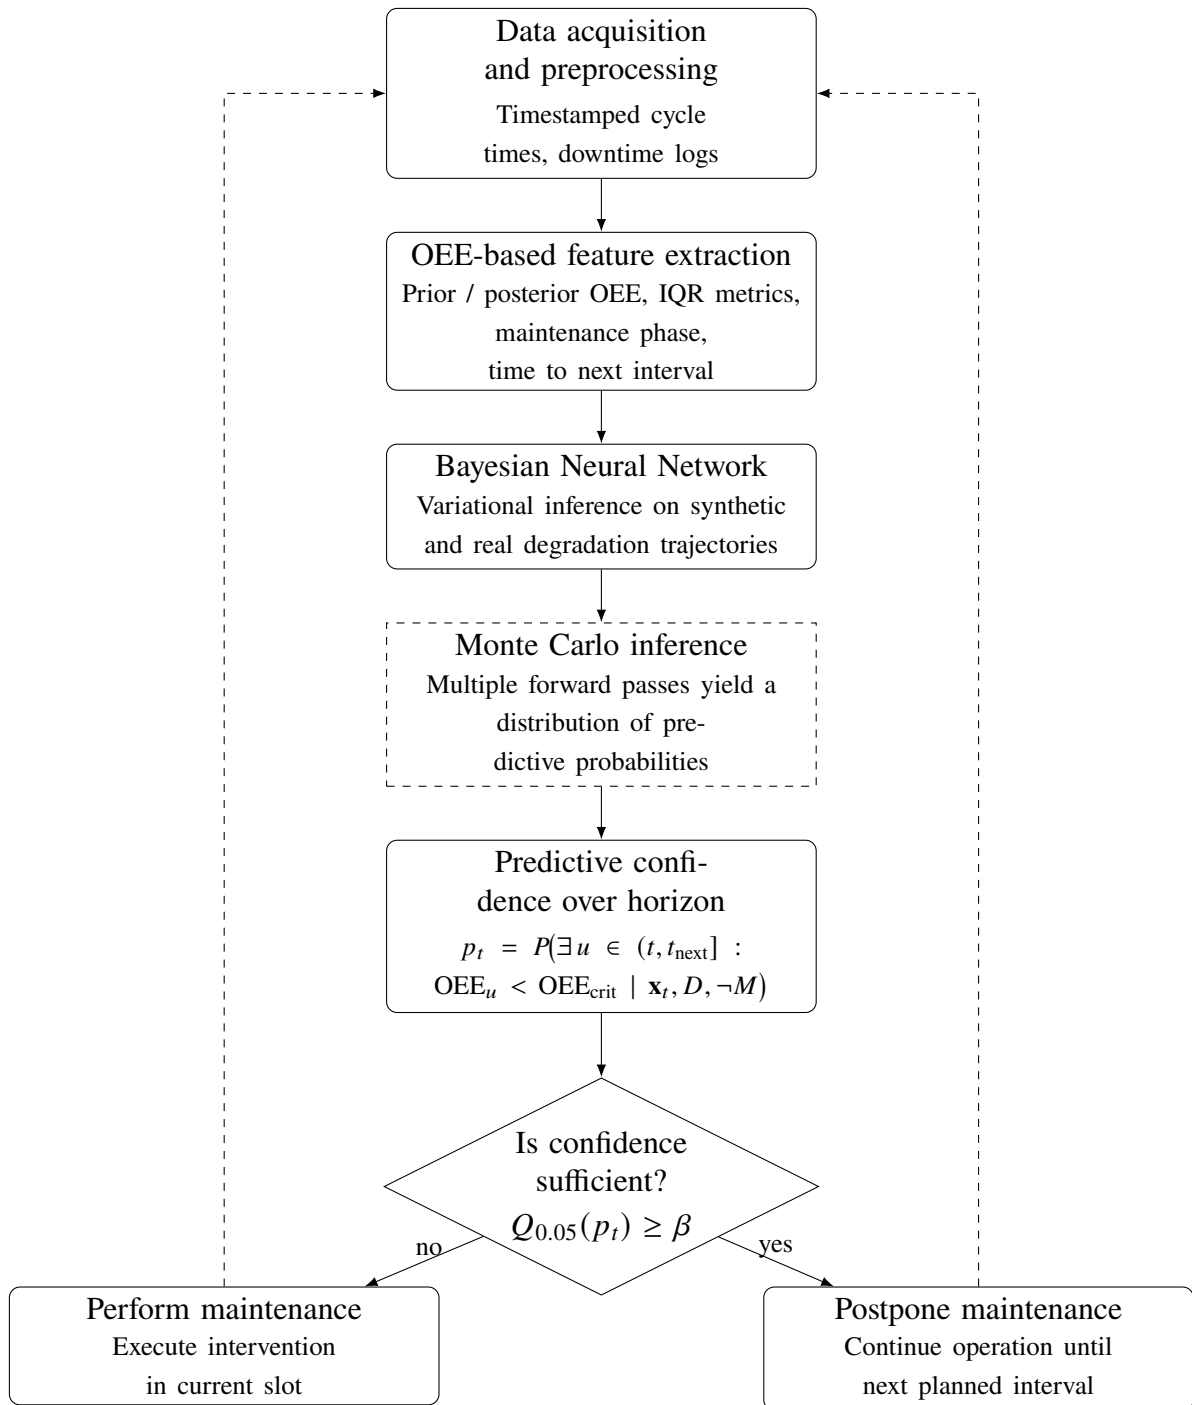 Data acquisition
and preprocessing
Timestamped cycle
times, downtime logs
OEE-based feature extraction
Prior / posterior OEE, IQR metrics,
maintenance phase,
time to next interval
Bayesian Neural Network
Variational inference on synthetic
and real degradation trajectories
Monte Carlo inference
Multiple forward passes yield a
distribution of pre-
dictive probabilities
Predictive confi-
dence over horizon
p_t = P(∃ u ∈ (t, t_next] :
OEE_u < OEE_crit | x_t, D, ¬M)
Is confidence
sufficient?
Q_{0.05}(p_t) ≥ β
no
yes
Perform maintenance
Execute intervention
in current slot
Postpone maintenance
Continue operation until
next planned interval